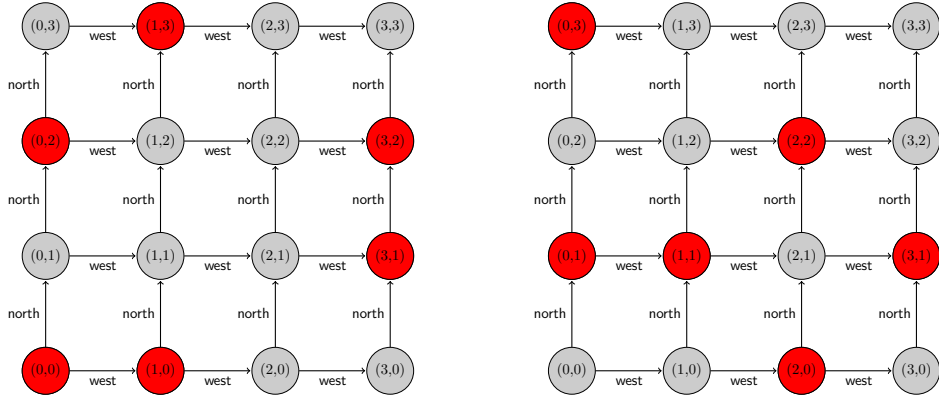 (0,3) (1,3) (2,3) (3,3)
west west west
north north north north
(0,2) (1,2) (2,2) (3,2)
west west west
north north north north
(0,1) (1,1) (2,1) (3,1)
west west west
north north north north
(0,0) (1,0) (2,0) (3,0)
west west west
(0,3) (1,3) (2,3) (3,3)
west west west
north north north north
(0,2) (1,2) (2,2) (3,2)
west west west
north north north north
(0,1) (1,1) (2,1) (3,1)
west west west
north north north north
(0,0) (1,0) (2,0) (3,0)
west west west